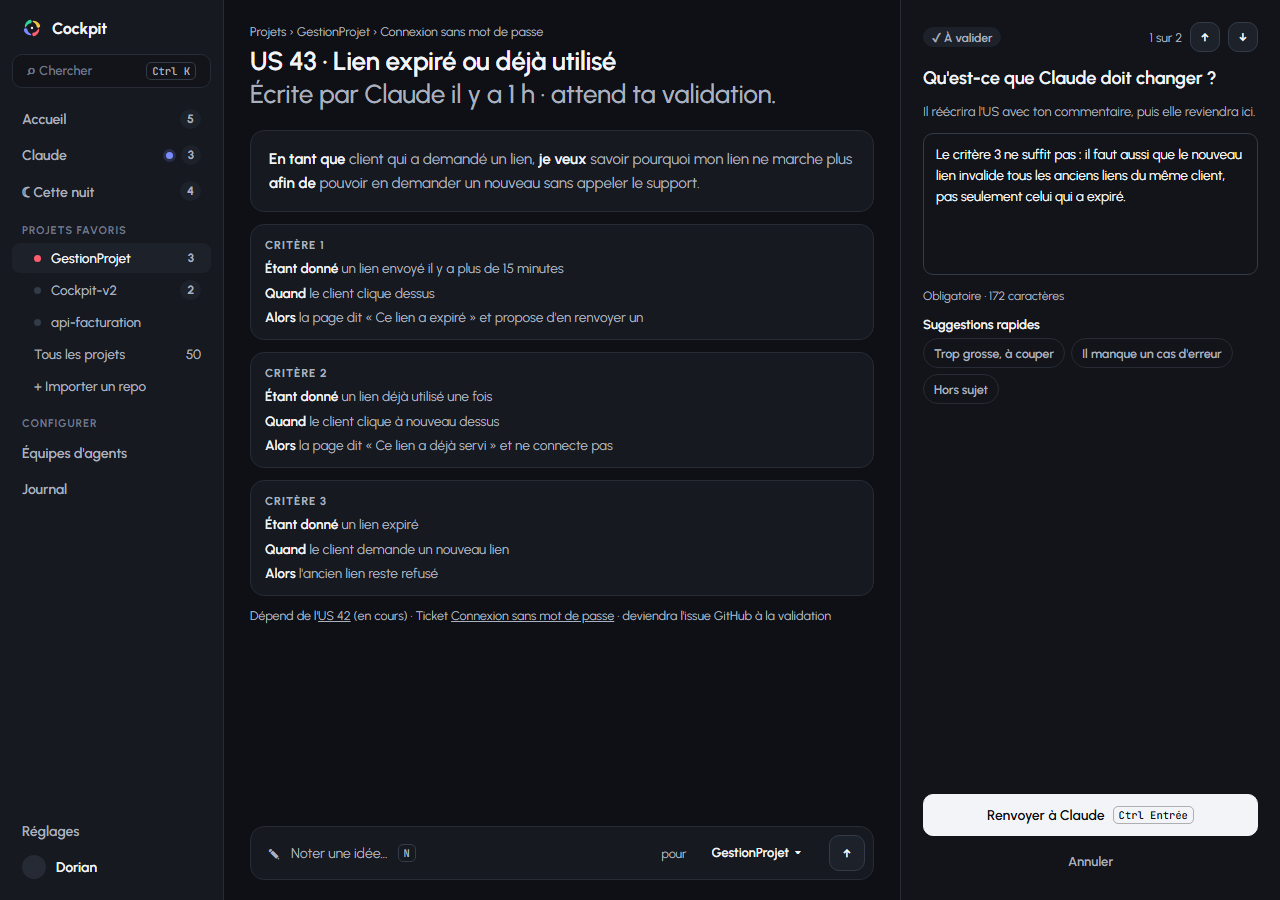 Cockpit
Chercher Ctrl K
Accueil 5
Claude 3
Cette nuit 4
PROJETS FAVORIS
GestionProjet 3
Cockpit-v2 2
api-facturation
Tous les projets 50
+ Importer un repo
CONFIGURER
Équipes d'agents
Journal
Réglages
Dorian
Projets › GestionProjet › Connexion sans mot de passe
US 43 · Lien expiré ou déjà utilisé
Écrite par Claude il y a 1 h · attend ta validation.
En tant que client qui a demandé un lien, je veux savoir pourquoi mon lien ne marche plus
afin de pouvoir en demander un nouveau sans appeler le support.
CRITÈRE 1
Étant donné un lien envoyé il y a plus de 15 minutes
Quand le client clique dessus
Alors la page dit « Ce lien a expiré » et propose d'en renvoyer un
CRITÈRE 2
Étant donné un lien déjà utilisé une fois
Quand le client clique à nouveau dessus
Alors la page dit « Ce lien a déjà servi » et ne connecte pas
CRITÈRE 3
Étant donné un lien expiré
Quand le client demande un nouveau lien
Alors l'ancien lien reste refusé
Dépend de l'US 42 (en cours) · Ticket Connexion sans mot de passe · deviendra l'issue GitHub à la validation
Noter une idée... N pour GestionProjet ↑
✓ À valider 1 sur 2 ↑ ↓
Qu'est-ce que Claude doit changer ?
Il réécrira l'US avec ton commentaire, puis elle reviendra ici.
Le critère 3 ne suffit pas : il faut aussi que le nouveau
lien invalide tous les anciens liens du même client,
pas seulement celui qui a expiré.
Obligatoire · 172 caractères
Suggestions rapides
Trop grosse, à couper Il manque un cas d'erreur
Hors sujet
Renvoyer à Claude Ctrl Entrée
Annuler